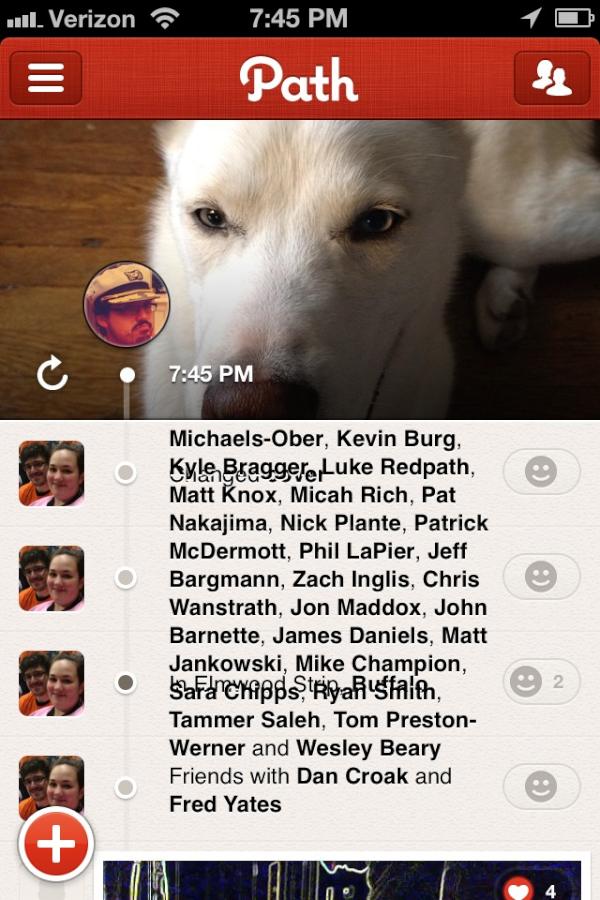 Verizon
7:45 PM
Path
7:45 PM
Michaels-Ober, Kevin Burg,
Kyle Bragger, Luke Redpath,
Changed cover
Matt Knox, Micah Rich, Pat
Nakajima, Nick Plante, Patrick
McDermott, Phil LaPier, Jeff
Bargmann, Zach Inglis, Chris
Wanstrath, Jon Maddox, John
Barnette, James Daniels, Matt
Jankowski, Mike Champion,
In Elmwood Strip, Buffalo
2
Sara Chipps, Ryan Smith,
Tammer Saleh, Tom Preston-
Werner and Wesley Beary
Friends with Dan Croak and
Fred Yates
4